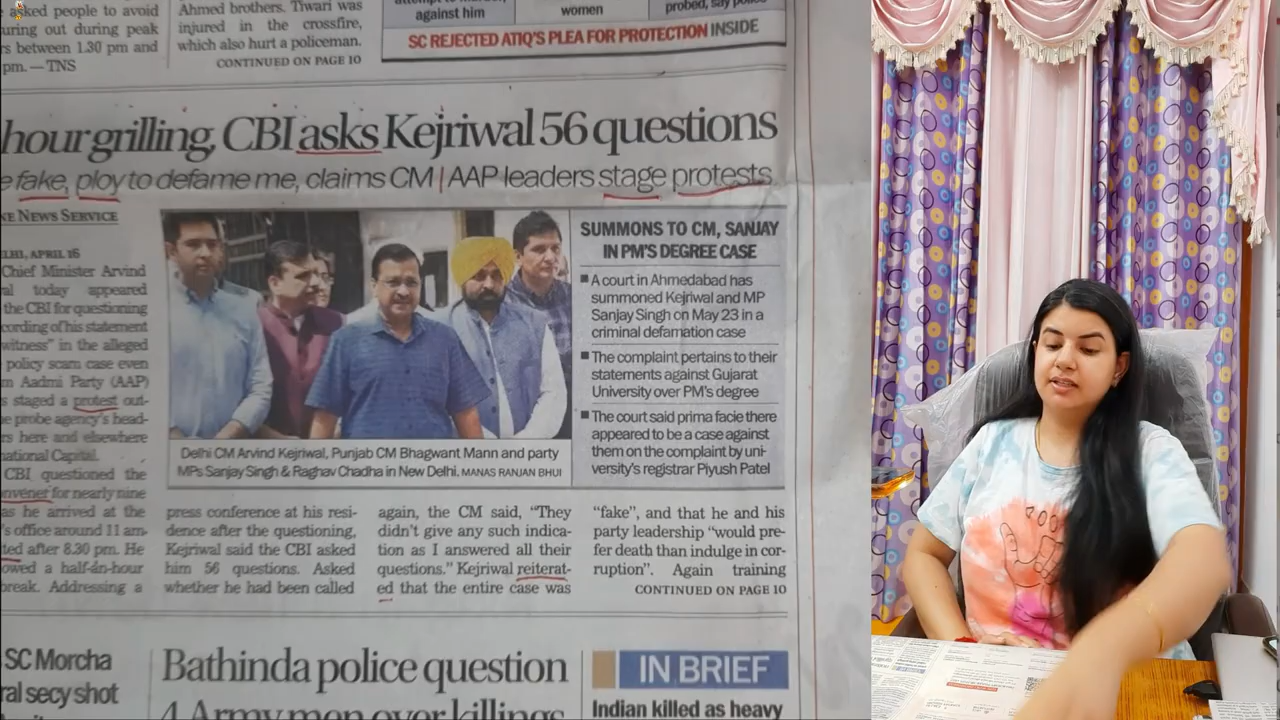 asked people to avoid
uring out during peak
rs between 1.30 pm and
pm. — TNS
Ahmed brothers. Tiwari was
injured in the crossfire,
which also hurt a policeman.
CONTINUED ON PAGE 10
against him
women
probed, say police
SC REJECTED ATIQ'S PLEA FOR PROTECTION INSIDE
hour grilling, CBI asks Kejriwal 56 questions
e fake, ploy to defame me, claims CM | AAP leaders stage protests
NE NEWS SERVICE
ELHI, APRIL 16
Chief Minister Arvind
al today appeared
the CBI for questioning
cording of his statement
witness" in the alleged
policy scam case even
m Aadmi Party (AAP)
s staged a protest out-
e probe agency's head-
rs here and elsewhere
national Capital.
CBI questioned the
nvener for nearly nine
as he arrived at the
's office around 11 am
ted after 8.30 pm. He
owed a half-an-hour
break. Addressing a
Delhi CM Arvind Kejriwal, Punjab CM Bhagwant Mann and party
MPs Sanjay Singh & Raghav Chadha in New Delhi. MANAS RANJAN BHUI
SUMMONS TO CM, SANJAY
IN PM'S DEGREE CASE
A court in Ahmedabad has
summoned Kejriwal and MP
Sanjay Singh on May 23 in a
criminal defamation case
The complaint pertains to their
statements against Gujarat
University over PM's degree
The court said prima facie there
appeared to be a case against
them on the complaint by uni-
versity's registrar Piyush Patel
press conference at his resi-
dence after the questioning,
Kejriwal said the CBI asked
him 56 questions. Asked
whether he had been called
again, the CM said, "They
didn't give any such indica-
tion as I answered all their
questions." Kejriwal reiterat-
ed that the entire case was
"fake", and that he and his
party leadership "would pre-
fer death than indulge in cor-
ruption". Again training
CONTINUED ON PAGE 10
SC Morcha
ral secy shot
Bathinda police question
IN BRIEF
Indian killed as heavy